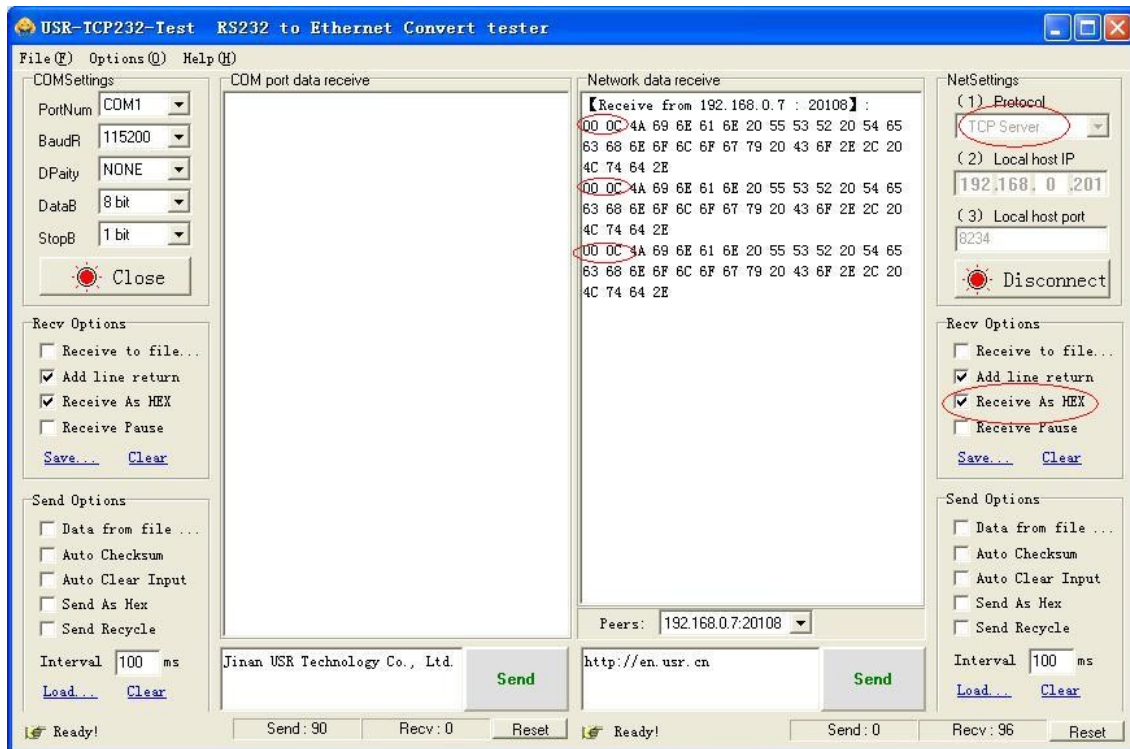 USR-TCP232-Test RS232 to Ethernet Convert tester
File(F) Options(O) Help(H)
COMSettings
PortNum COM1
BaudR 115200
DPaity NONE
DataB 8 bit
StopB 1 bit
Close
Recv Options
Receive to file...
Add line return
Receive As HEX
Receive Pause
Save... Clear
Send Options
Data from file ...
Auto Checksum
Auto Clear Input
Send As Hex
Send Recycle
Interval 100 ms
Load... Clear
COM port data receive
Jinan USR Technology Co., Ltd.
Send
Network data receive
【Receive from 192.168.0.7 : 20108】:
00 0C 4A 69 6E 61 6E 20 55 53 52 20 54 65
63 68 6E 6F 6C 6F 67 79 20 43 6F 2E 2C 20
4C 74 64 2E
00 0C 4A 69 6E 61 6E 20 55 53 52 20 54 65
63 68 6E 6F 6C 6F 67 79 20 43 6F 2E 2C 20
4C 74 64 2E
00 0C 4A 69 6E 61 6E 20 55 53 52 20 54 65
63 68 6E 6F 6C 6F 67 79 20 43 6F 2E 2C 20
4C 74 64 2E
Peers: 192.168.0.7:20108
http://en.usr.cn
Send
NetSettings
(1) Protocol
TCP Server
(2) Local host IP
192.168. 0 .201
(3) Local host port
8234
Disconnect
Recv Options
Receive to file...
Add line return
Receive As HEX
Receive Pause
Save... Clear
Send Options
Data from file ...
Auto Checksum
Auto Clear Input
Send As Hex
Send Recycle
Interval 100 ms
Load... Clear
Ready! Send : 90 Recv : 0 Reset
Ready! Send : 0 Recv : 96 Reset